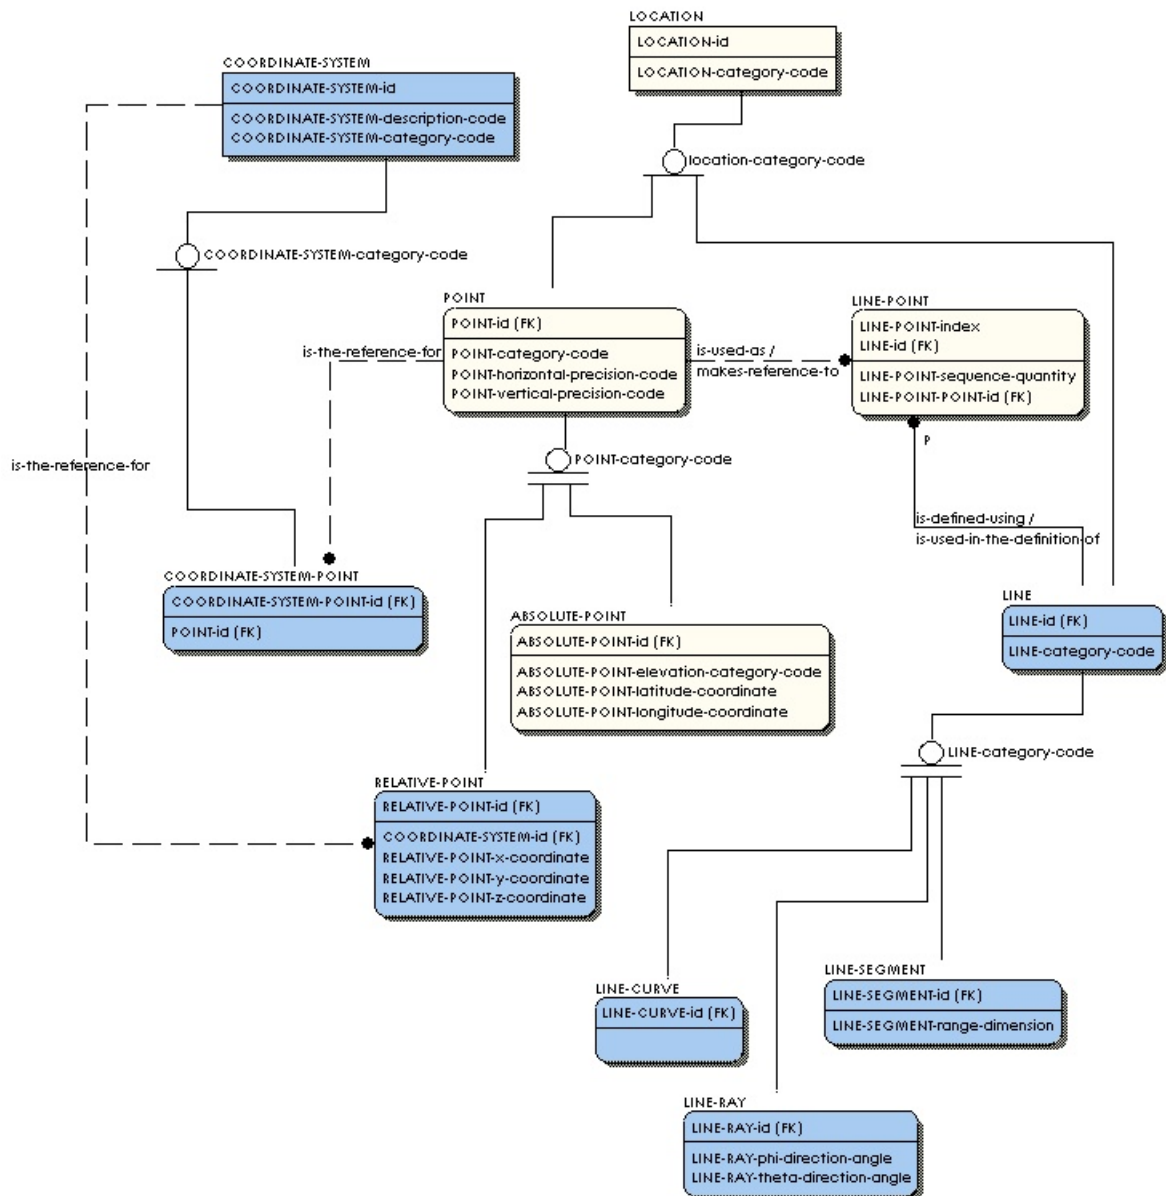 LOCATION
LOCATION-id
LOCATION-category-code
COORDINATE-SYSTEM
COORDINATE-SYSTEM-id
COORDINATE-SYSTEM-description-code
COORDINATE-SYSTEM-category-code
location-category-code
COORDINATE-SYSTEM-category-code
POINT
POINT-id (FK)
POINT-category-code
POINT-horizontal-precision-code
POINT-vertical-precision-code
LINE-POINT
LINE-POINT-index
LINE-id (FK)
LINE-POINT-sequence-quantity
LINE-POINT-POINT-id (FK)
is-the-reference-for
is-used-as /
makes-reference-to
P
POINT-category-code
is-the-reference-for
is-defined-using /
is-used-in-the-definition-of
COORDINATE-SYSTEM-POINT
COORDINATE-SYSTEM-POINT-id (FK)
POINT-id (FK)
ABSOLUTE-POINT
ABSOLUTE-POINT-id (FK)
ABSOLUTE-POINT-elevation-category-code
ABSOLUTE-POINT-latitude-coordinate
ABSOLUTE-POINT-longitude-coordinate
LINE
LINE-id (FK)
LINE-category-code
LINE-category-code
RELATIVE-POINT
RELATIVE-POINT-id (FK)
COORDINATE-SYSTEM-id (FK)
RELATIVE-POINT-x-coordinate
RELATIVE-POINT-y-coordinate
RELATIVE-POINT-z-coordinate
LINE-CURVE
LINE-CURVE-id (FK)
LINE-SEGMENT
LINE-SEGMENT-id (FK)
LINE-SEGMENT-range-dimension
LINE-RAY
LINE-RAY-id (FK)
LINE-RAY-phi-direction-angle
LINE-RAY-theta-direction-angle